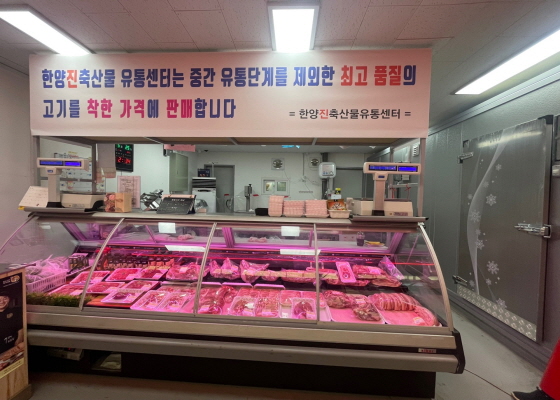 한양진축산물 유통센터는 중간 유통단계를 제외한 최고 품질의
고기를 착한 가격에 판매합니다
= 한양진축산물유통센터 =